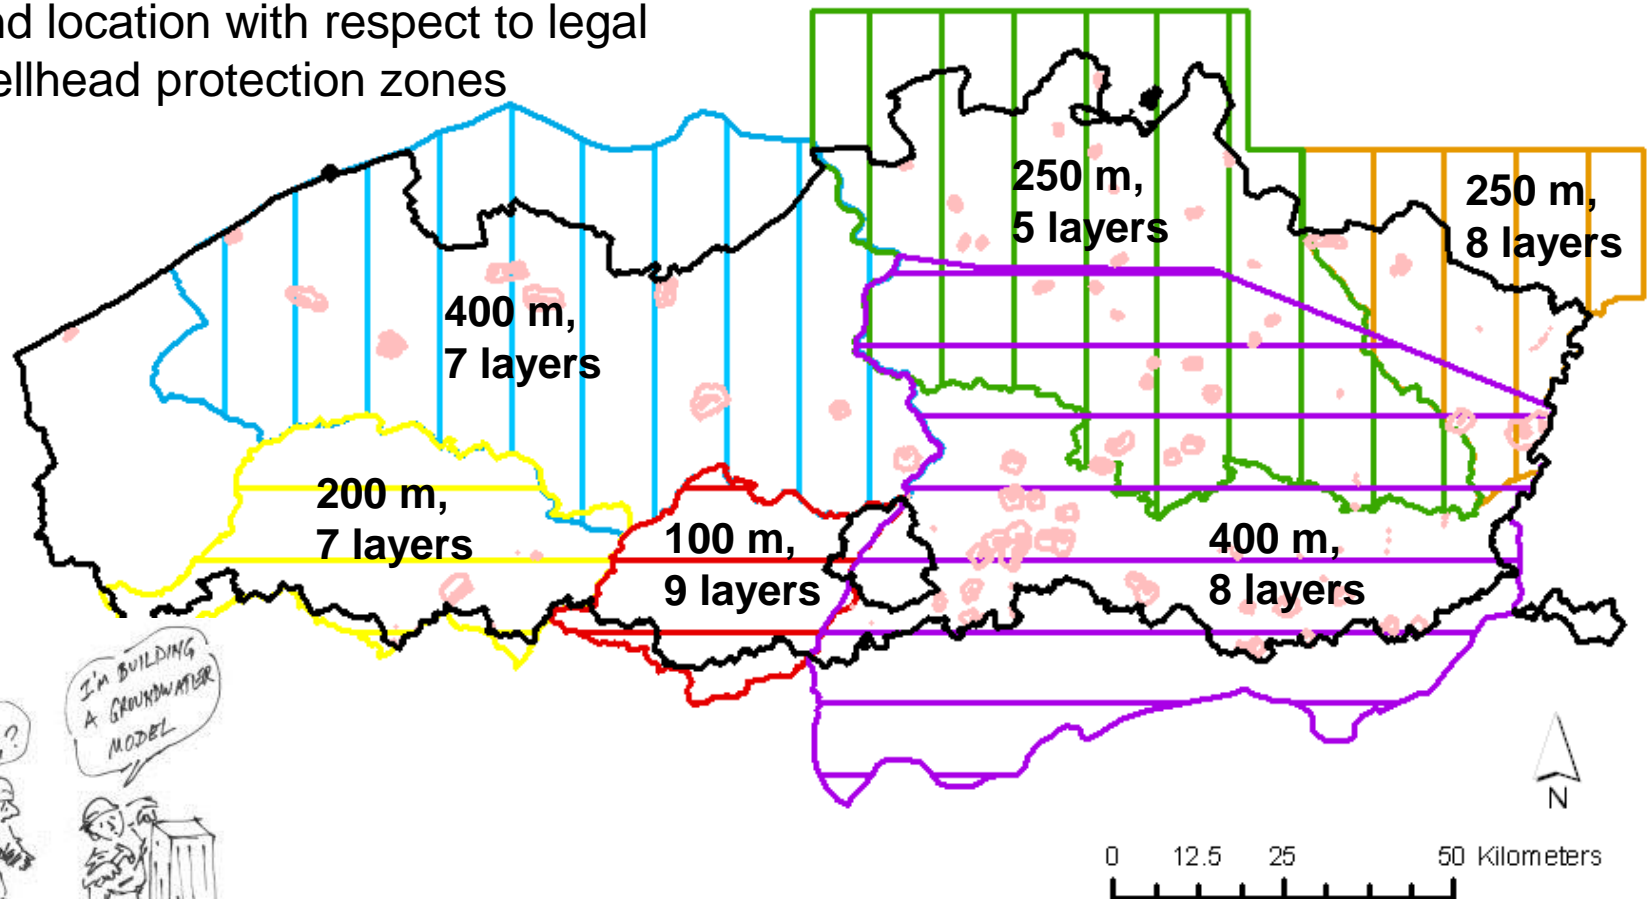 nd location with respect to legal
ellhead protection zones
250 m,
5 layers
250 m,
8 layers
400 m,
7 layers
200 m,
7 layers
100 m,
9 layers
400 m,
8 layers
I'M BUILDING
A GROUNDWATER
MODEL
?
N
0 12.5 25 50 Kilometers